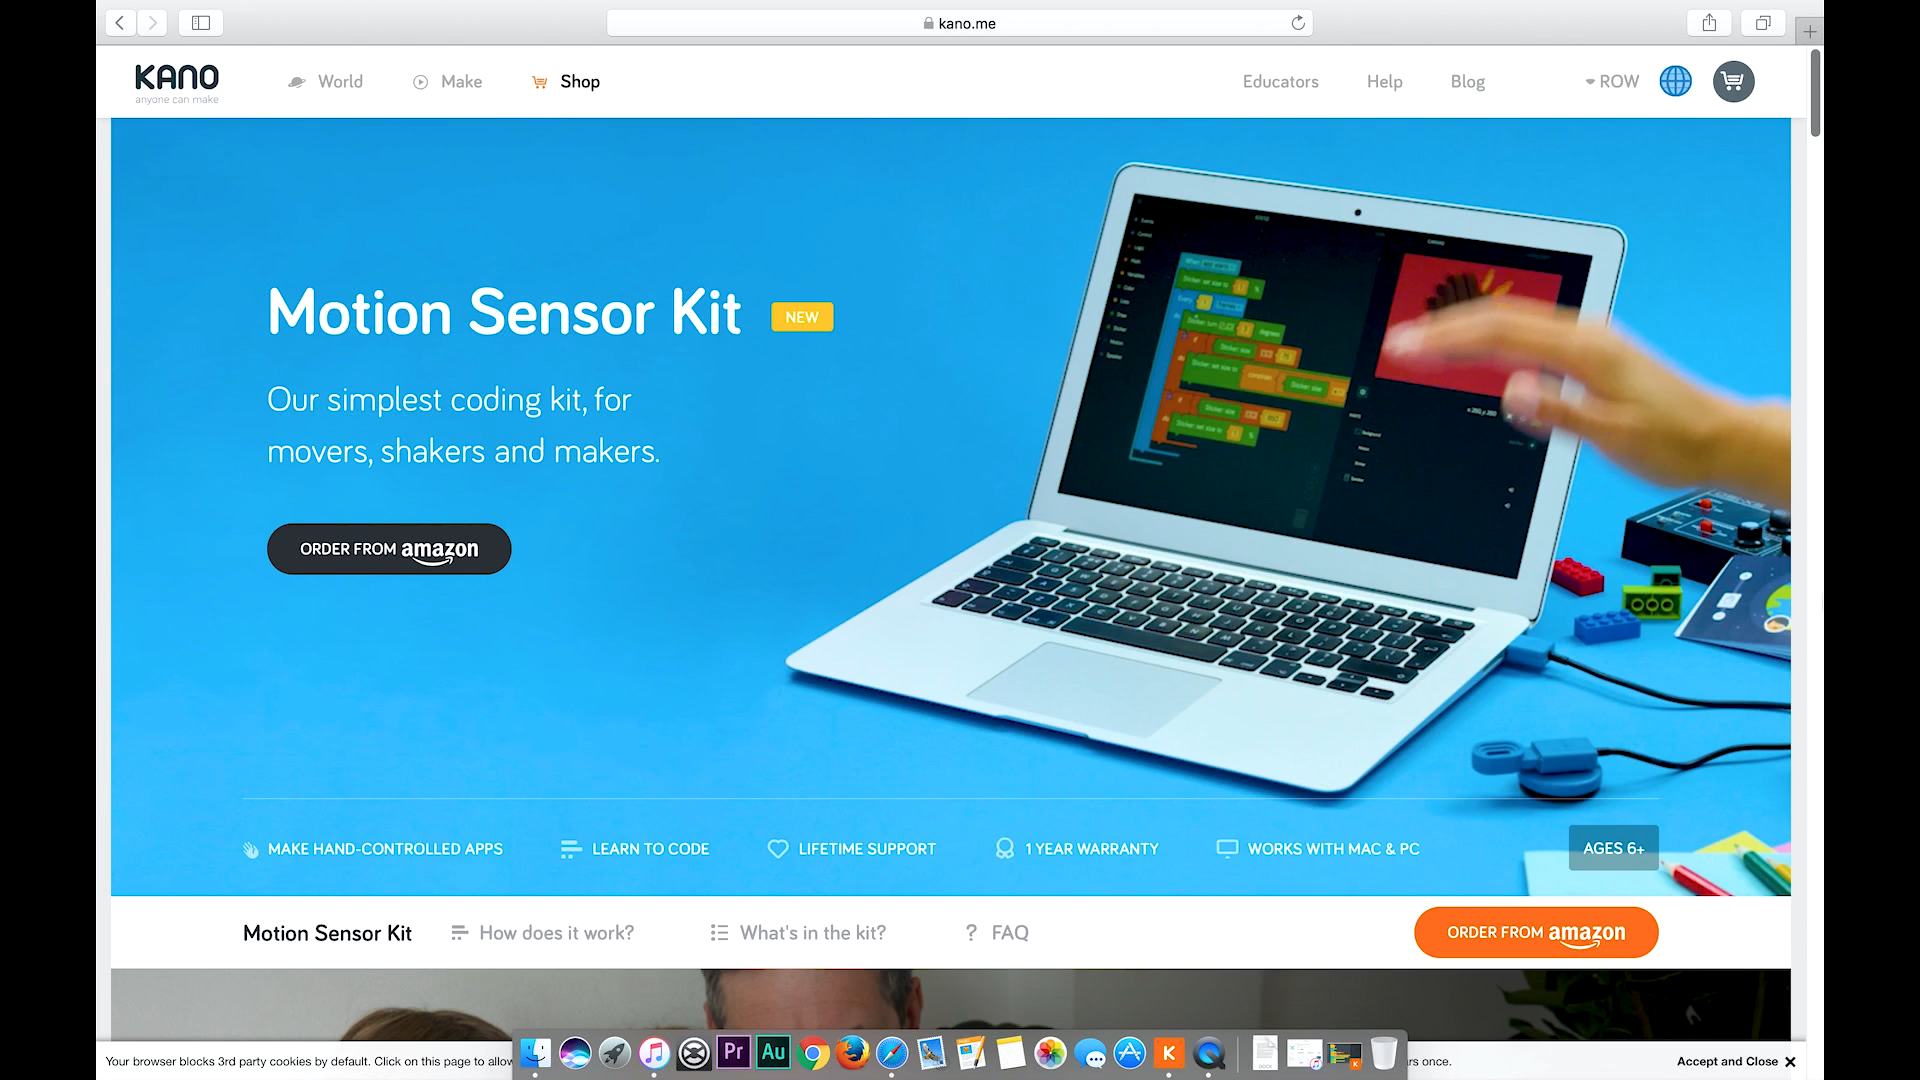 kano.me
KANO
anyone can make
World
Make
Shop
Educators
Help
Blog
ROW
Motion Sensor Kit
NEW
Our simplest coding kit, for
movers, shakers and makers.
ORDER FROM amazon
MAKE HAND-CONTROLLED APPS
LEARN TO CODE
LIFETIME SUPPORT
1 YEAR WARRANTY
WORKS WITH MAC & PC
AGES 6+
Motion Sensor Kit
How does it work?
What's in the kit?
? FAQ
ORDER FROM amazon
Your browser blocks 3rd party cookies by default. Click on this page to allow
rs once.
Accept and Close
Pr
Au
K